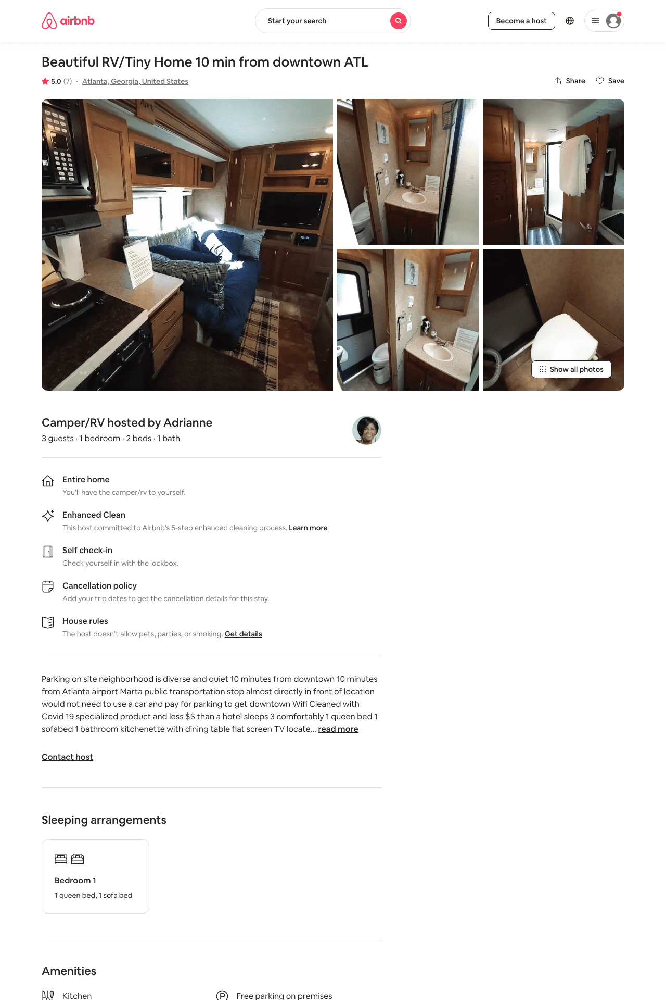 airbnb
Start your search
Become a host
Beautiful RV/Tiny Home 10 min from downtown ATL
5.0 (7) · Atlanta, Georgia, United States
Share
Save
Apex
Show all photos
Camper/RV hosted by Adrianne
3 guests · 1 bedroom · 2 beds · 1 bath
Entire home
You’ll have the camper/rv to yourself.
Enhanced Clean
This host committed to Airbnb's 5-step enhanced cleaning process. Learn more
Self check-in
Check yourself in with the lockbox.
Cancellation policy
Add your trip dates to get the cancellation details for this stay.
House rules
The host doesn’t allow pets, parties, or smoking. Get details
Parking on site neighborhood is diverse and quiet 10 minutes from downtown 10 minutes
from Atlanta airport Marta public transportation stop almost directly in front of location
would not need to use a car and pay for parking to get downtown Wifi Cleaned with
Covid 19 specialized product and less $$ than a hotel sleeps 3 comfortably 1 queen bed 1
sofabed 1 bathroom kitchenette with dining table flat screen TV locate... read more
Contact host
Sleeping arrangements
Bedroom 1
1 queen bed, 1 sofa bed
Amenities
Kitchen
Free parking on premises